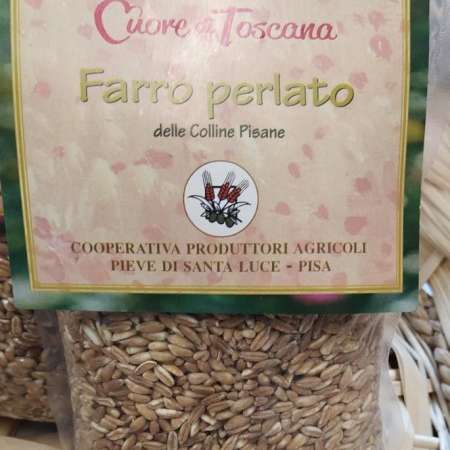 Cuore di Toscana
Farro perlato
delle Colline Pisane
COOPERATIVA PRODUTTORI AGRICOLI
PIEVE DI SANTA LUCE - PISA